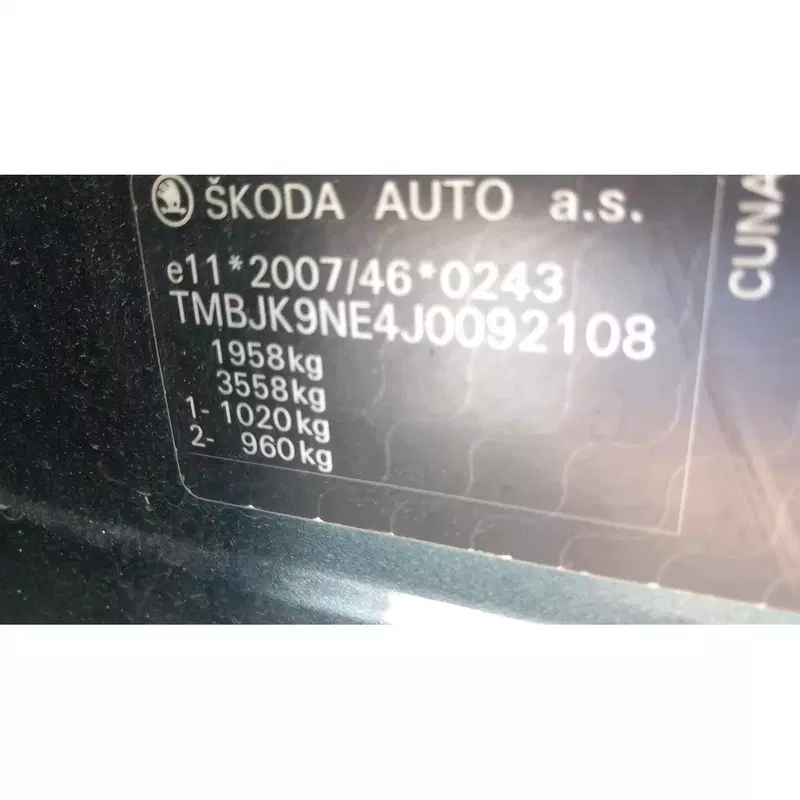 ŠKODA AUTO a.s.
e11*2007/46*0243
TMBJK9NE4J0092108
1958kg
3558kg
1- 1020kg
2- 960kg
CUNA